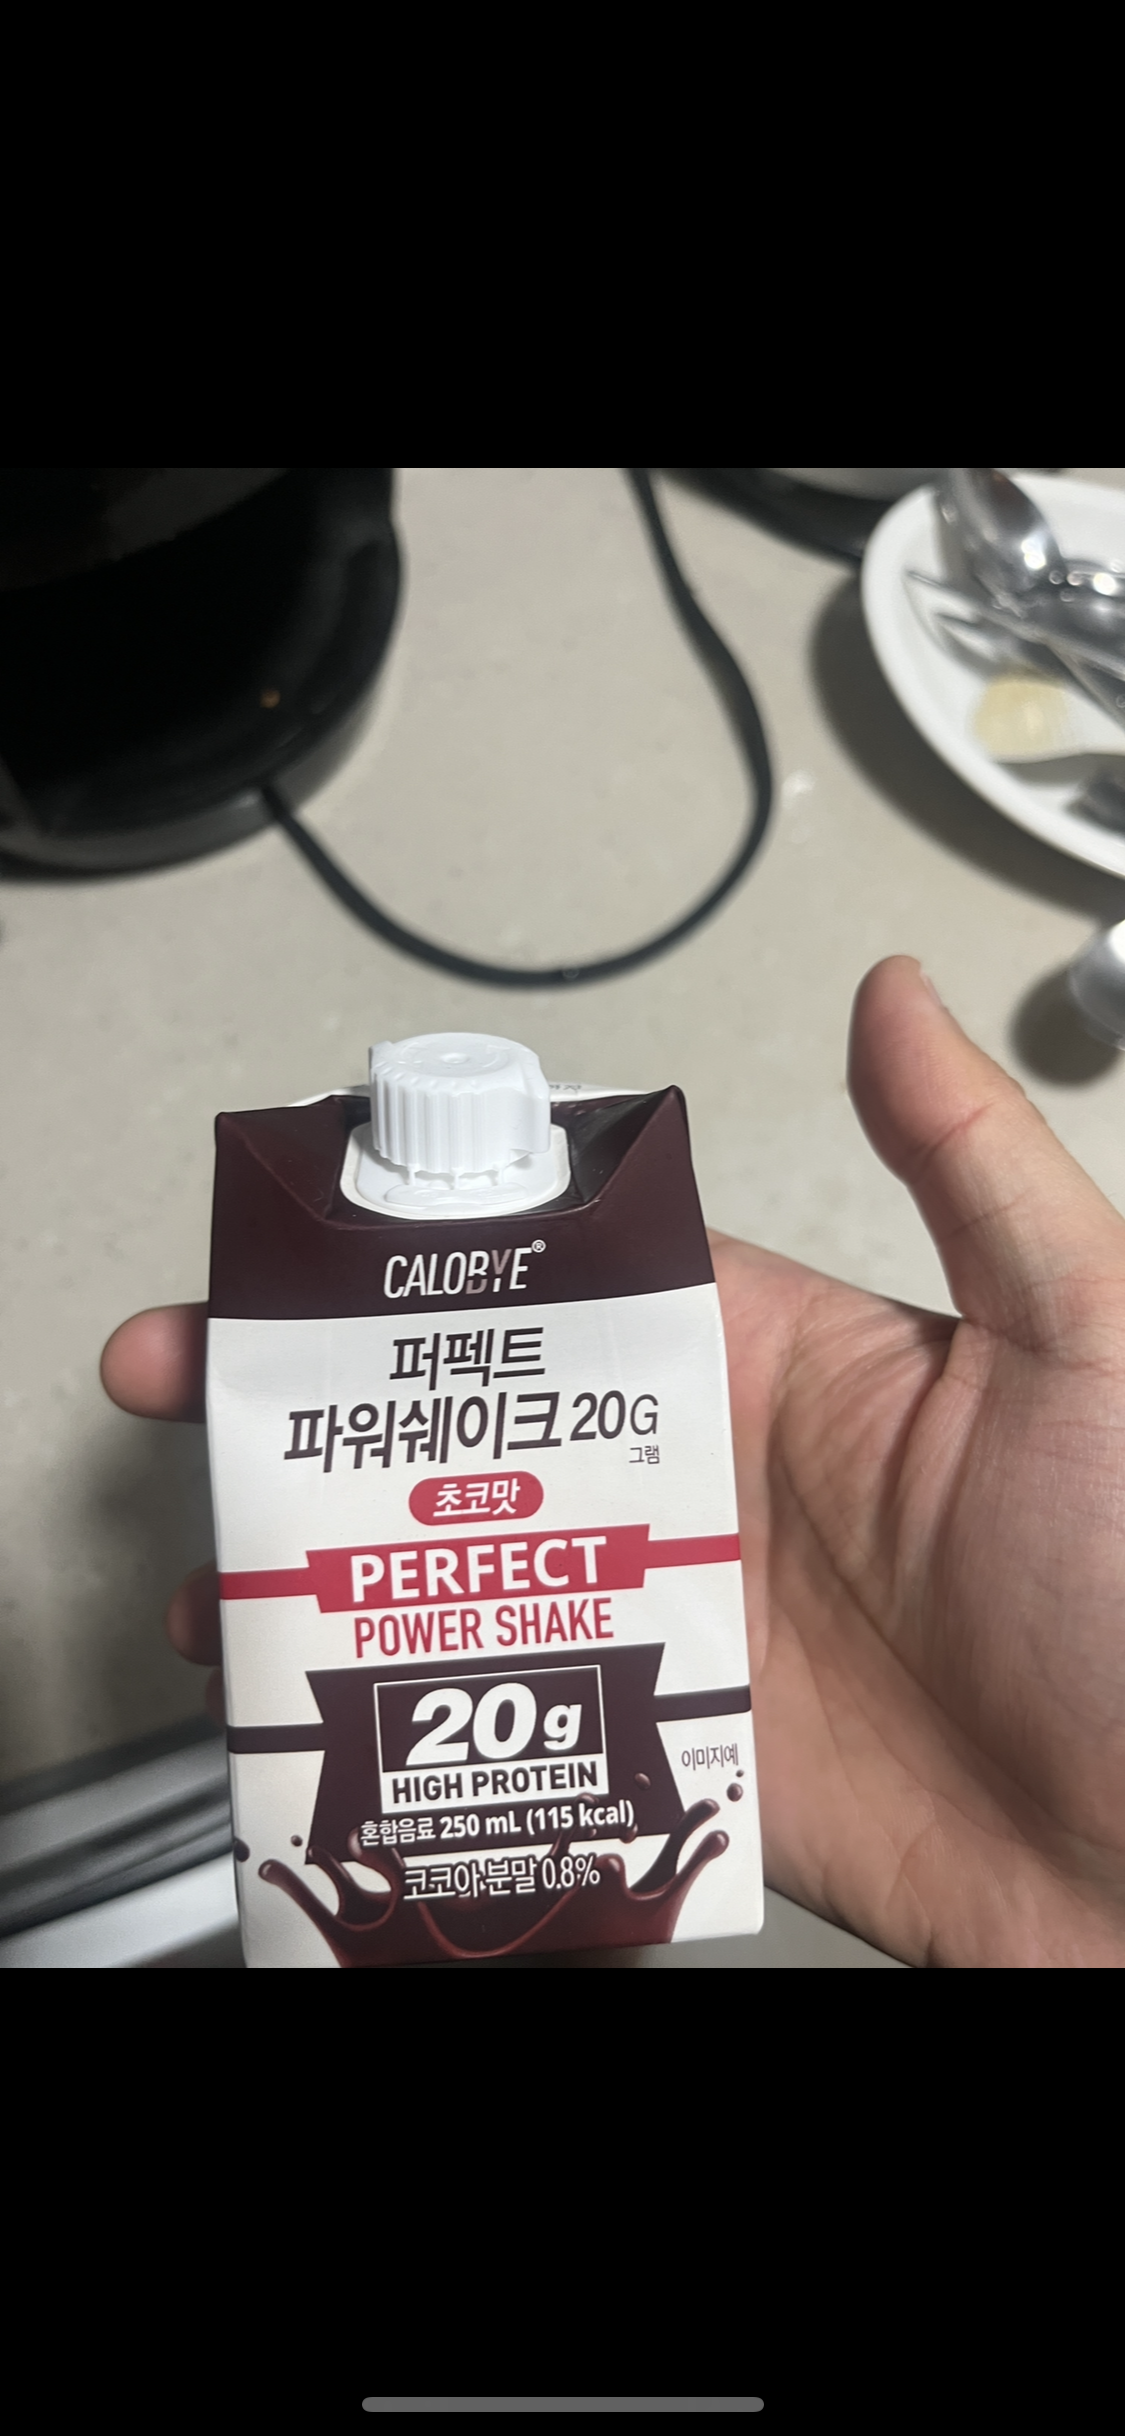 CALOBYE®
퍼펙트
파워쉐이크 20G
그램
초코맛
PERFECT
POWER SHAKE
20g
HIGH PROTEIN
이미지예
혼합음료 250 mL (115 kcal)
코코아분말 0.8%